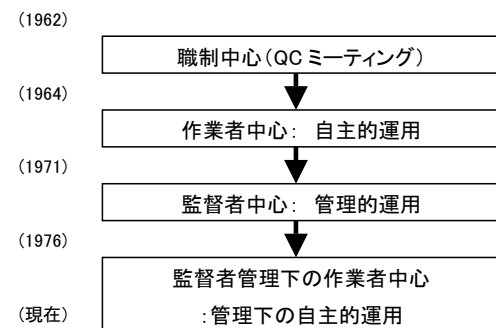 (1962)
職制中心(QCミーティング)
(1964)
作業者中心: 自主的運用
(1971)
監督者中心: 管理的運用
(1976)
監督者管理下の作業者中心
(現在) :管理下の自主的運用